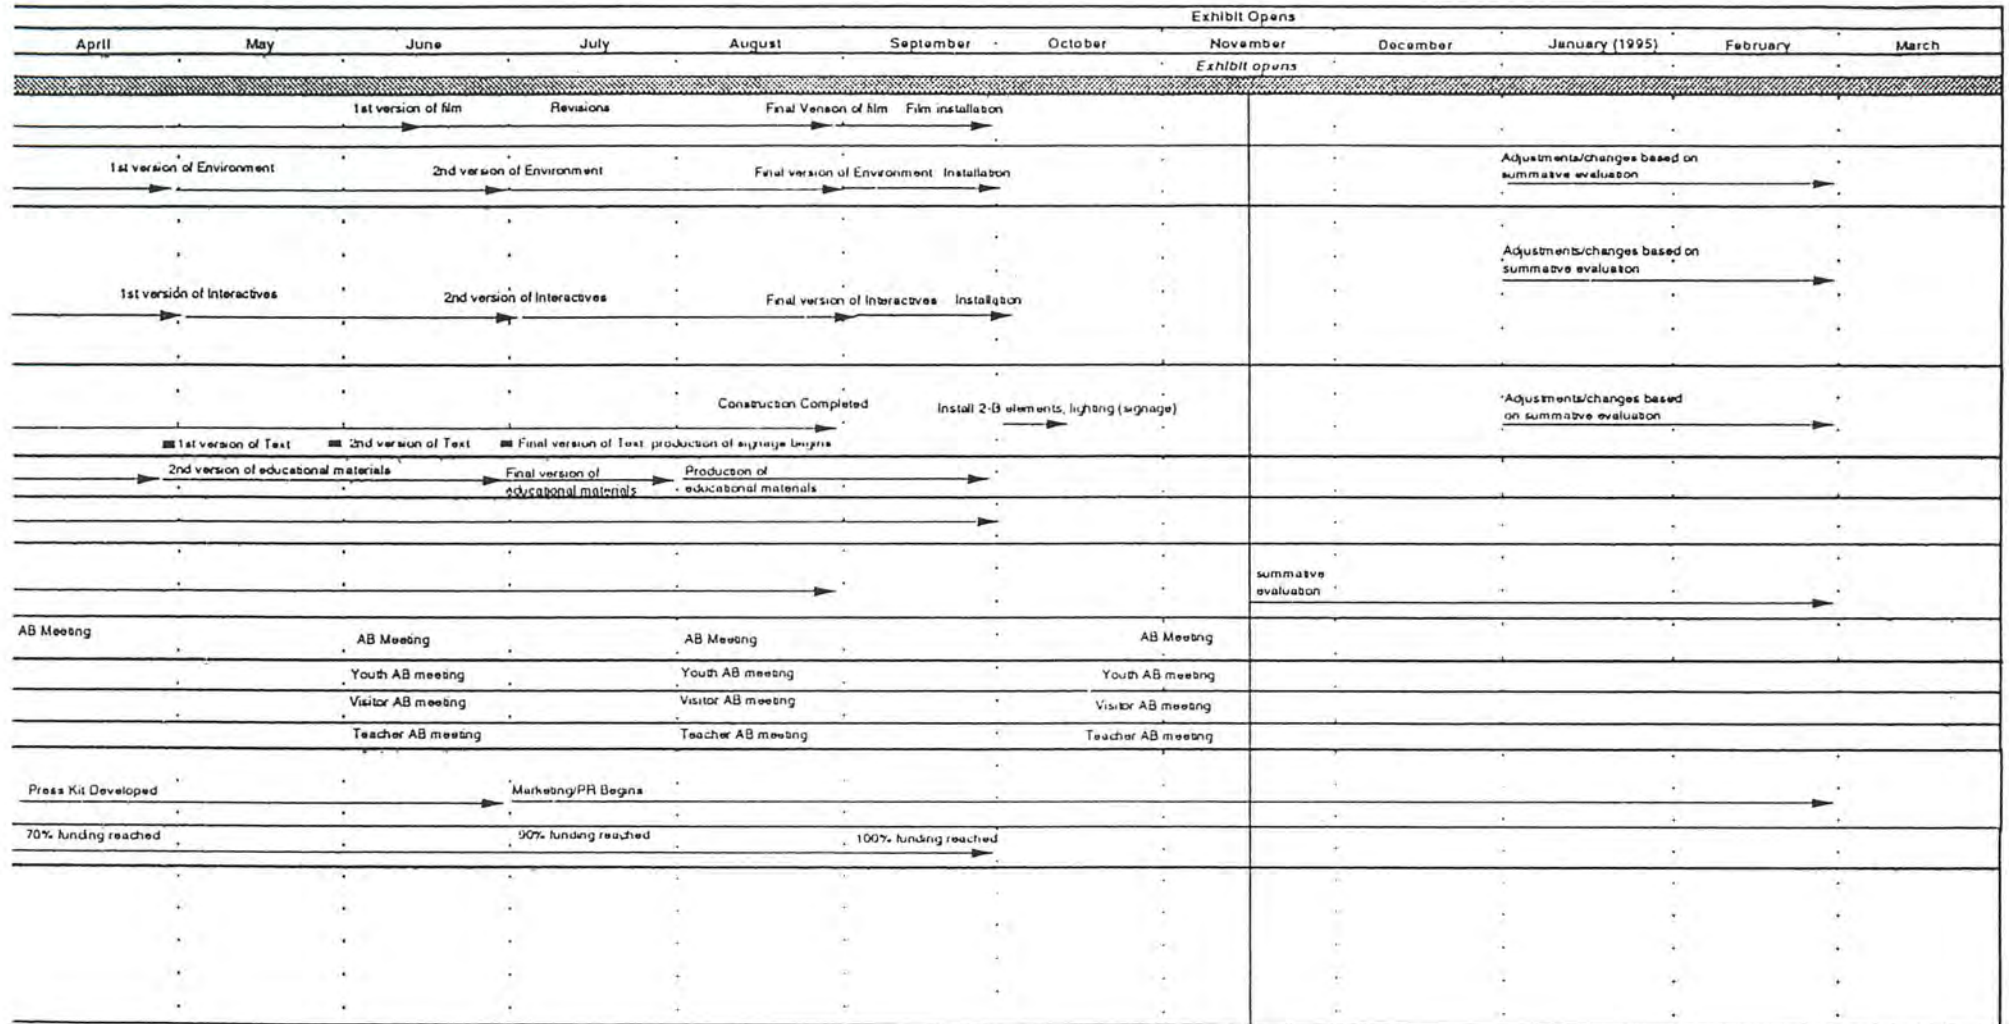 Exhibit Opens
April May June July August September October November December January (1995) February March
Exhibit opens
1st version of film Revisions Final Version of film Film installation
1st version of Environment 2nd version of Environment Final version of Environment Installation Adjustments/changes based on
summative evaluation
Adjustments/changes based on
summative evaluation
1st version of Interactives 2nd version of Interactives Final version of Interactives Installation
Construction Completed Install 2-D elements, lighting (signage) Adjustments/changes based
on summative evaluation
1st version of Text 2nd version of Text Final version of Text production of signage begins
2nd version of educational materials Final version of Production of
educational materials educational materials
summative
evaluation
AB Meeting AB Meeting AB Meeting AB Meeting
Youth AB meeting Youth AB meeting Youth AB meeting
Visitor AB meeting Visitor AB meeting Visitor AB meeting
Teacher AB meeting Teacher AB meeting Teacher AB meeting
Press Kit Developed Marketing/PR Begins
70% funding reached 90% funding reached 100% funding reached